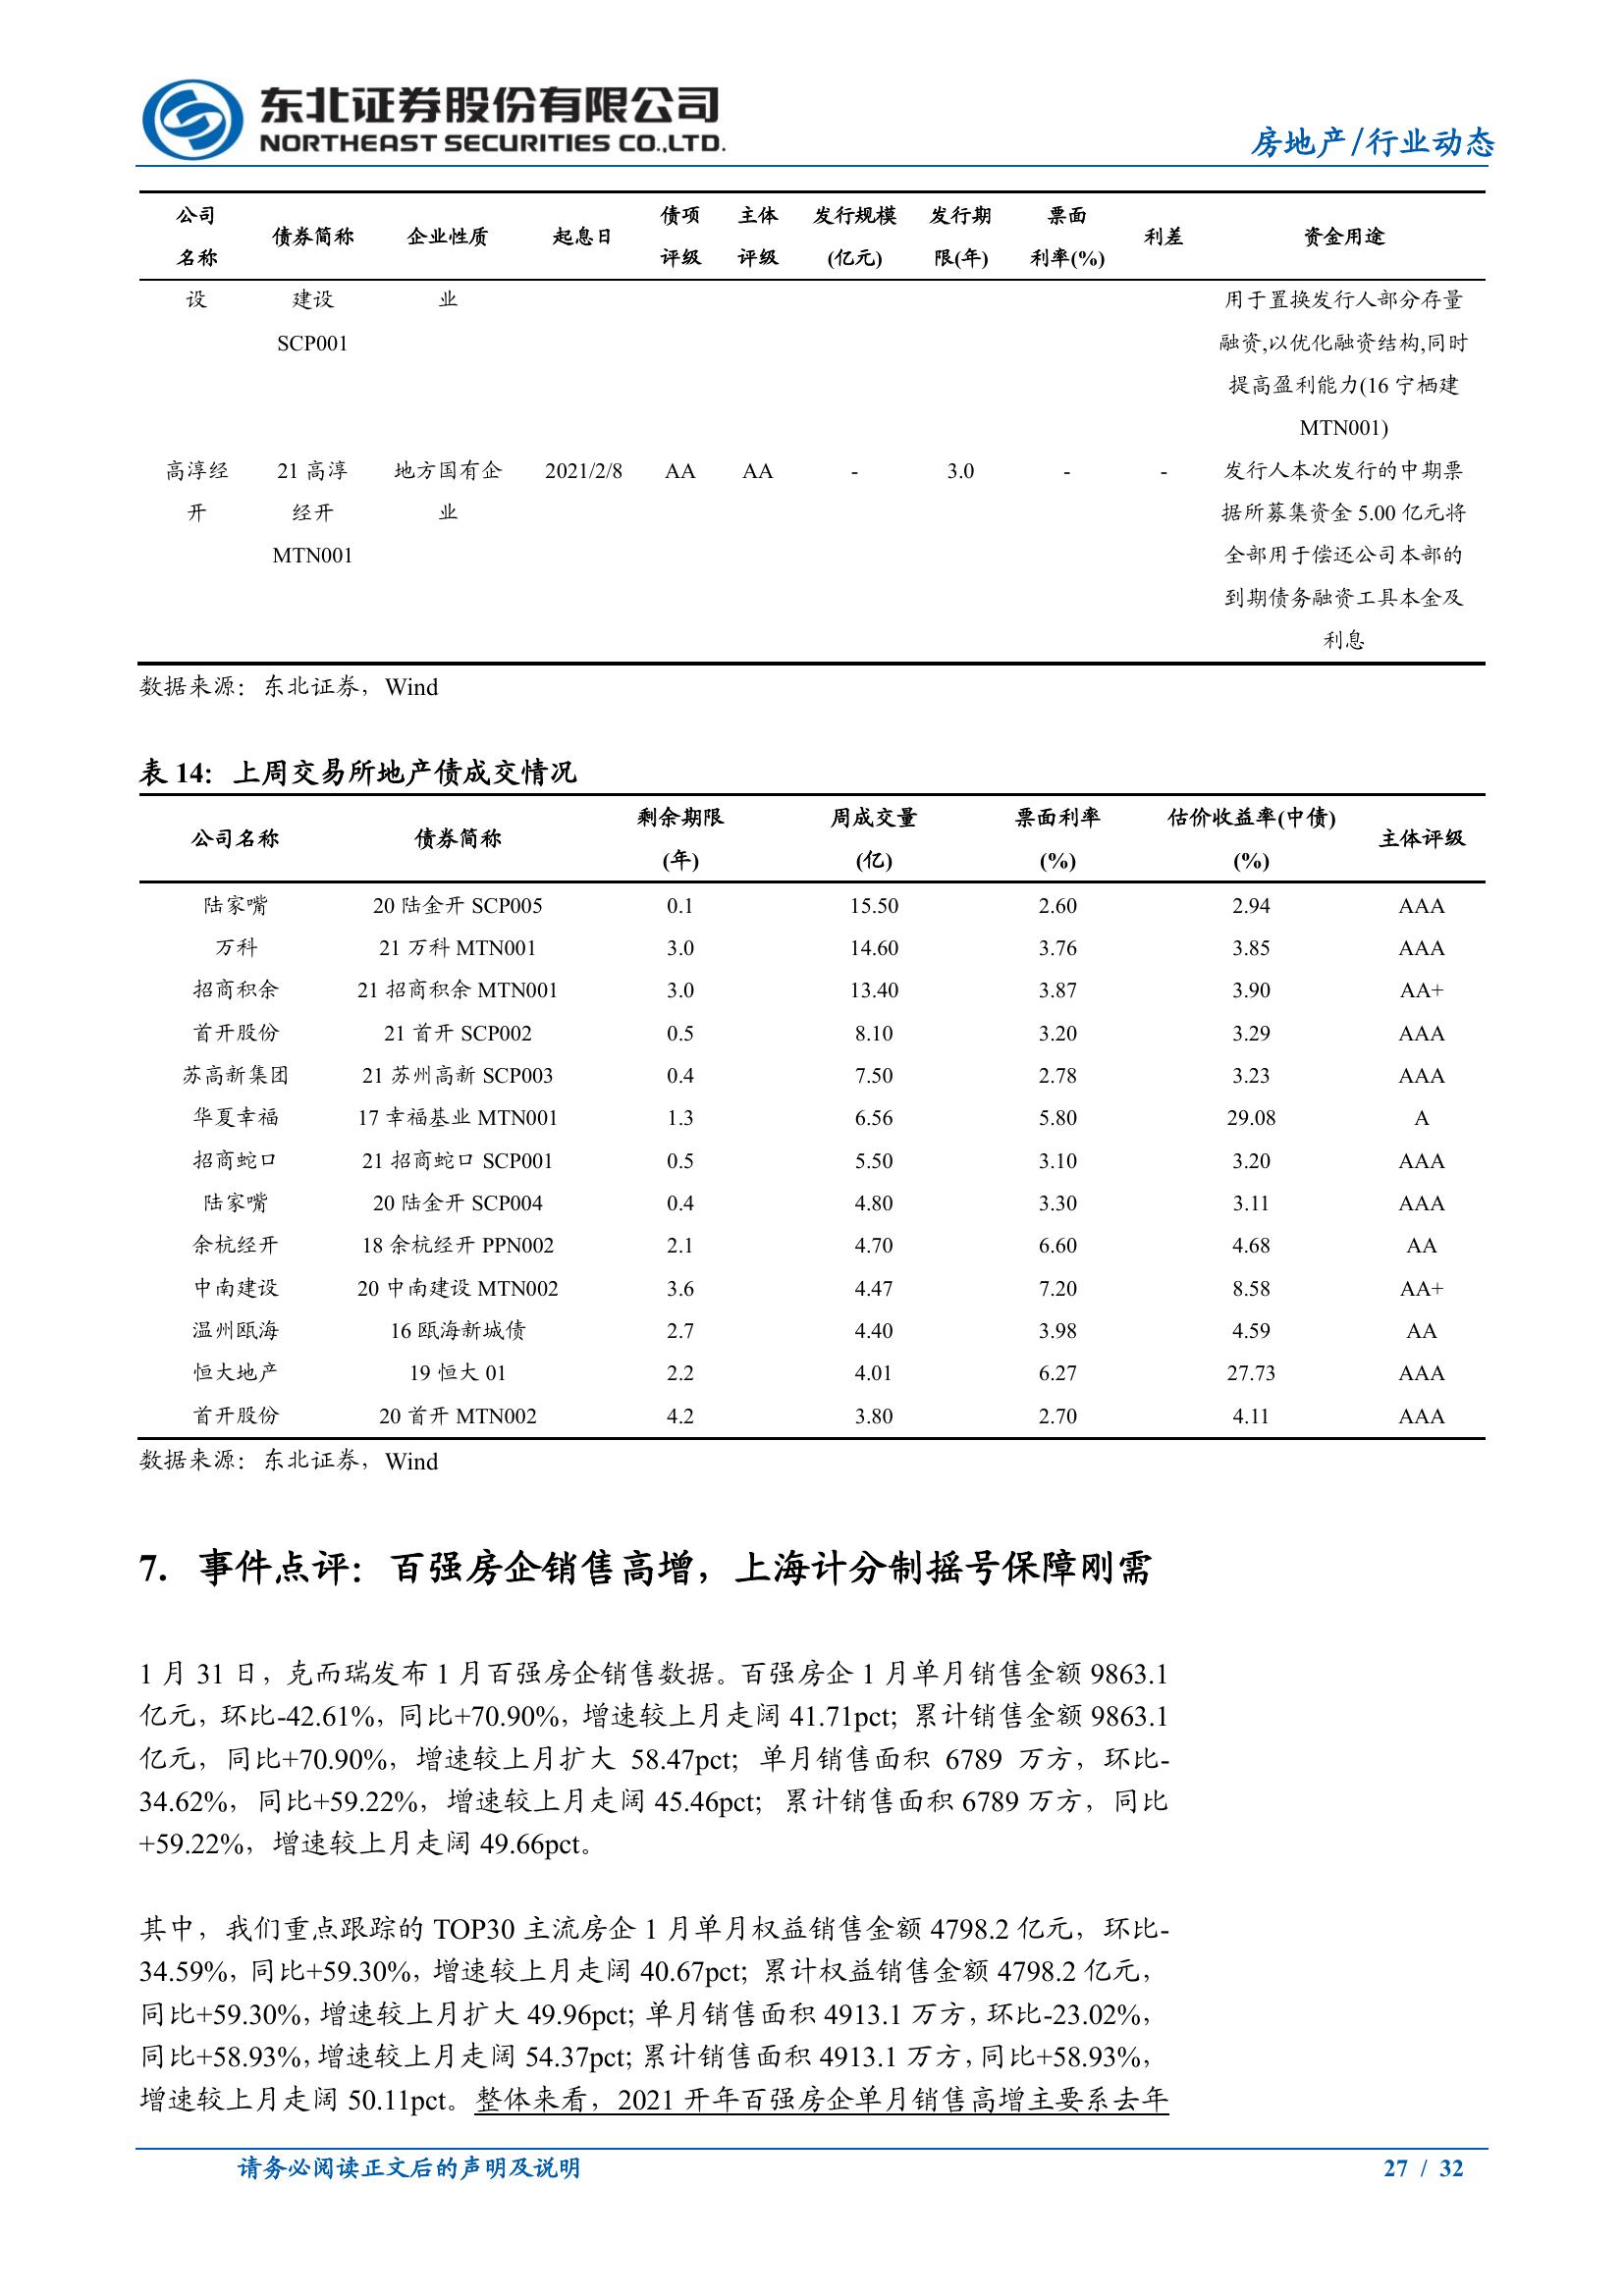 东北证券股份有限公司
NORTHEAST SECURITIES CO.,LTD.
房地产/行业动态
公司名称 债券简称 企业性质 起息日 债项评级 主体评级 发行规模(亿元) 发行期限(年) 票面利率(%) 利差 资金用途
设 建设 业 用于置换发行人部分存量
SCP001 融资,以优化融资结构,同时
提高盈利能力(16 宁栖建
MTN001)
高淳经 21 高淳 地方国有企 2021/2/8 AA AA - 3.0 - - 发行人本次发行的中期票
开 经开 业 据所募集资金 5.00 亿元将
MTN001 全部用于偿还公司本部的
到期债务融资工具本金及
利息
数据来源：东北证券，Wind
表 14：上周交易所地产债成交情况
公司名称 债券简称 剩余期限(年) 周成交量(亿) 票面利率(%) 估价收益率(中债)(%) 主体评级
陆家嘴 20 陆金开 SCP005 0.1 15.50 2.60 2.94 AAA
万科 21 万科 MTN001 3.0 14.60 3.76 3.85 AAA
招商积余 21 招商积余 MTN001 3.0 13.40 3.87 3.90 AA+
首开股份 21 首开 SCP002 0.5 8.10 3.20 3.29 AAA
苏高新集团 21 苏州高新 SCP003 0.4 7.50 2.78 3.23 AAA
华夏幸福 17 幸福基业 MTN001 1.3 6.56 5.80 29.08 A
招商蛇口 21 招商蛇口 SCP001 0.5 5.50 3.10 3.20 AAA
陆家嘴 20 陆金开 SCP004 0.4 4.80 3.30 3.11 AAA
余杭经开 18 余杭经开 PPN002 2.1 4.70 6.60 4.68 AA
中南建设 20 中南建设 MTN002 3.6 4.47 7.20 8.58 AA+
温州瓯海 16 瓯海新城债 2.7 4.40 3.98 4.59 AA
恒大地产 19 恒大 01 2.2 4.01 6.27 27.73 AAA
首开股份 20 首开 MTN002 4.2 3.80 2.70 4.11 AAA
数据来源：东北证券，Wind
7. 事件点评：百强房企销售高增，上海计分制摇号保障刚需
1 月 31 日，克而瑞发布 1 月百强房企销售数据。百强房企 1 月单月销售金额 9863.1
亿元，环比-42.61%，同比+70.90%，增速较上月走阔 41.71pct；累计销售金额 9863.1
亿元，同比+70.90%，增速较上月扩大 58.47pct；单月销售面积 6789 万方，环比-
34.62%，同比+59.22%，增速较上月走阔 45.46pct；累计销售面积 6789 万方，同比
+59.22%，增速较上月走阔 49.66pct。
其中，我们重点跟踪的 TOP30 主流房企 1 月单月权益销售金额 4798.2 亿元，环比-
34.59%，同比+59.30%，增速较上月走阔 40.67pct；累计权益销售金额 4798.2 亿元，
同比+59.30%，增速较上月扩大 49.96pct；单月销售面积 4913.1 万方，环比-23.02%，
同比+58.93%，增速较上月走阔 54.37pct；累计销售面积 4913.1 万方，同比+58.93%，
增速较上月走阔 50.11pct。整体来看，2021 开年百强房企单月销售高增主要系去年
请务必阅读正文后的声明及说明
27 / 32